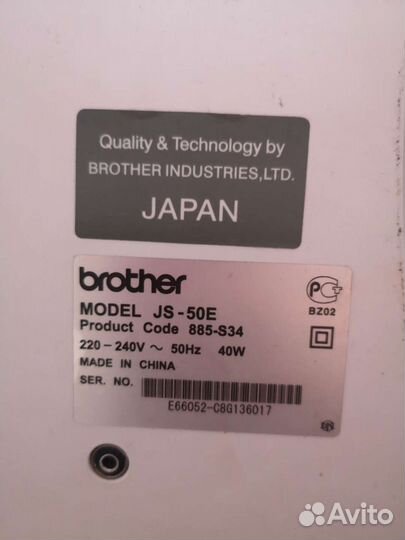 Quality & Technology by
BROTHER INDUSTRIES,LTD.
JAPAN
brother
MODEL JS-50E
Product Code 885-S34
220-240V ~ 50Hz 40W
MADE IN CHINA
SER. NO.
E66052-C8G136017
PC+
BZ02
Avito